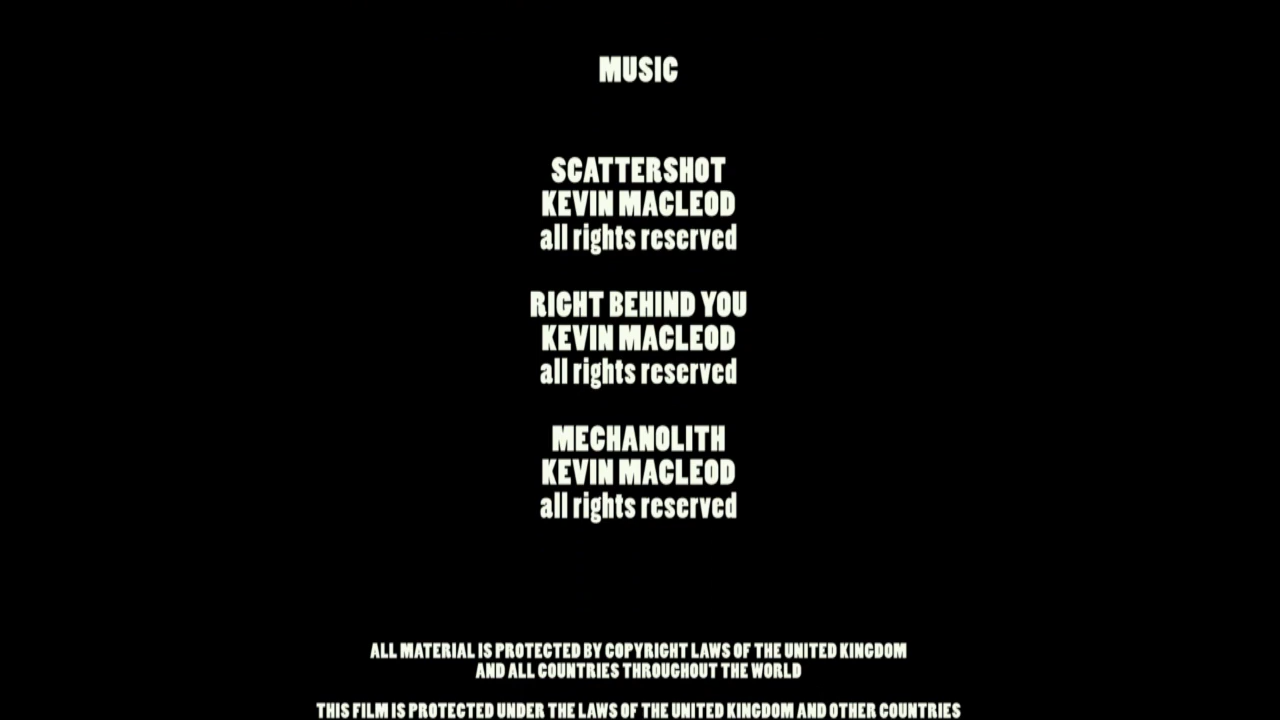 MUSIC
SCATTERSHOT
KEVIN MACLEOD
all rights reserved
RIGHT BEHIND YOU
KEVIN MACLEOD
all rights reserved
MECHANOLITH
KEVIN MACLEOD
all rights reserved
ALL MATERIAL IS PROTECTED BY COPYRIGHT LAWS OF THE UNITED KINGDOM
AND ALL COUNTRIES THROUGHOUT THE WORLD
THIS FILM IS PROTECTED UNDER THE LAWS OF THE UNITED KINGDOM AND OTHER COUNTRIES